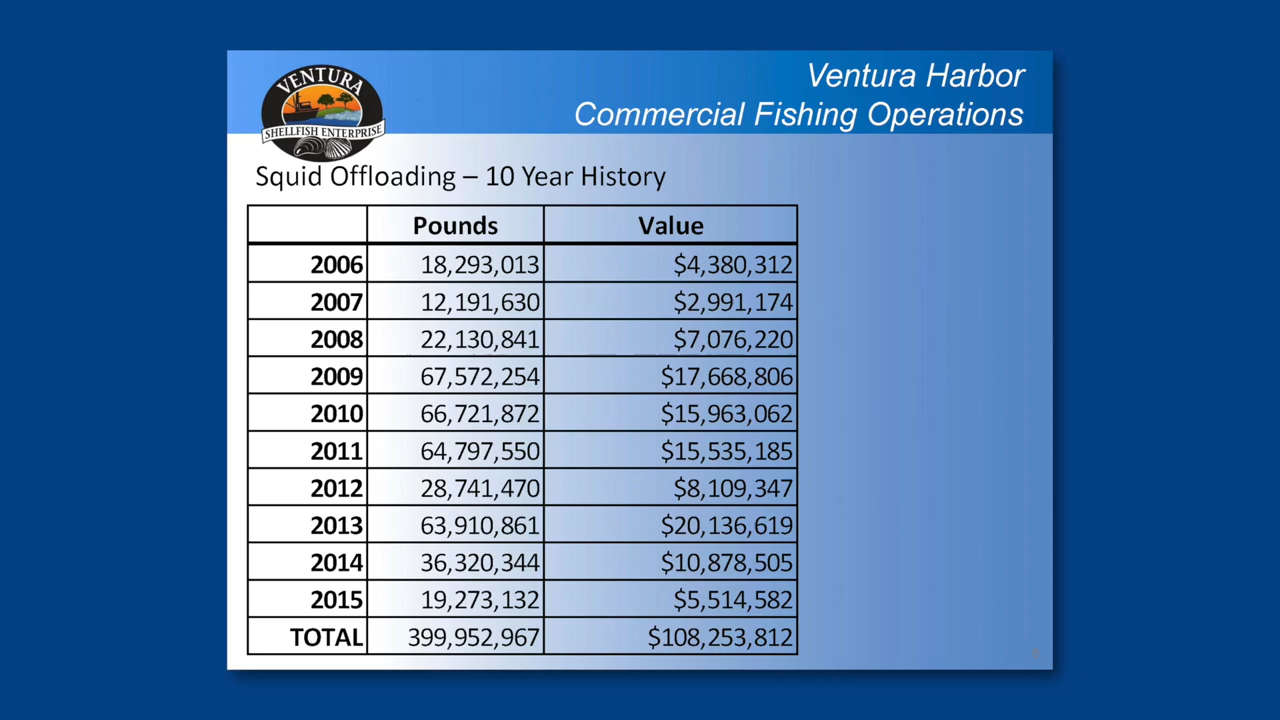 VENTURA
SHELLFISH ENTERPRISE
Ventura Harbor
Commercial Fishing Operations
Squid Offloading – 10 Year History
Pounds Value
2006 18,293,013 $4,380,312
2007 12,191,630 $2,991,174
2008 22,130,841 $7,076,220
2009 67,572,254 $17,668,806
2010 66,721,872 $15,963,062
2011 64,797,550 $15,535,185
2012 28,741,470 $8,109,347
2013 63,910,861 $20,136,619
2014 36,320,344 $10,878,505
2015 19,273,132 $5,514,582
TOTAL 399,952,967 $108,253,812